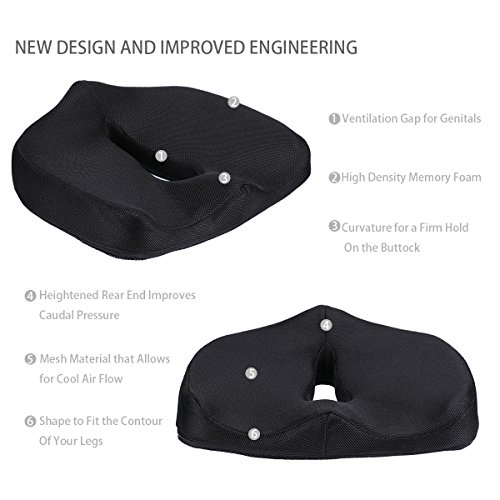 NEW DESIGN AND IMPROVED ENGINEERING
2
1
3
1 Ventilation Gap for Genitals
2 High Density Memory Foam
3 Curvature for a Firm Hold
On the Buttock
4 Heightened Rear End Improves
Caudal Pressure
5 Mesh Material that Allows
for Cool Air Flow
6 Shape to Fit the Contour
Of Your Legs
4
5
6